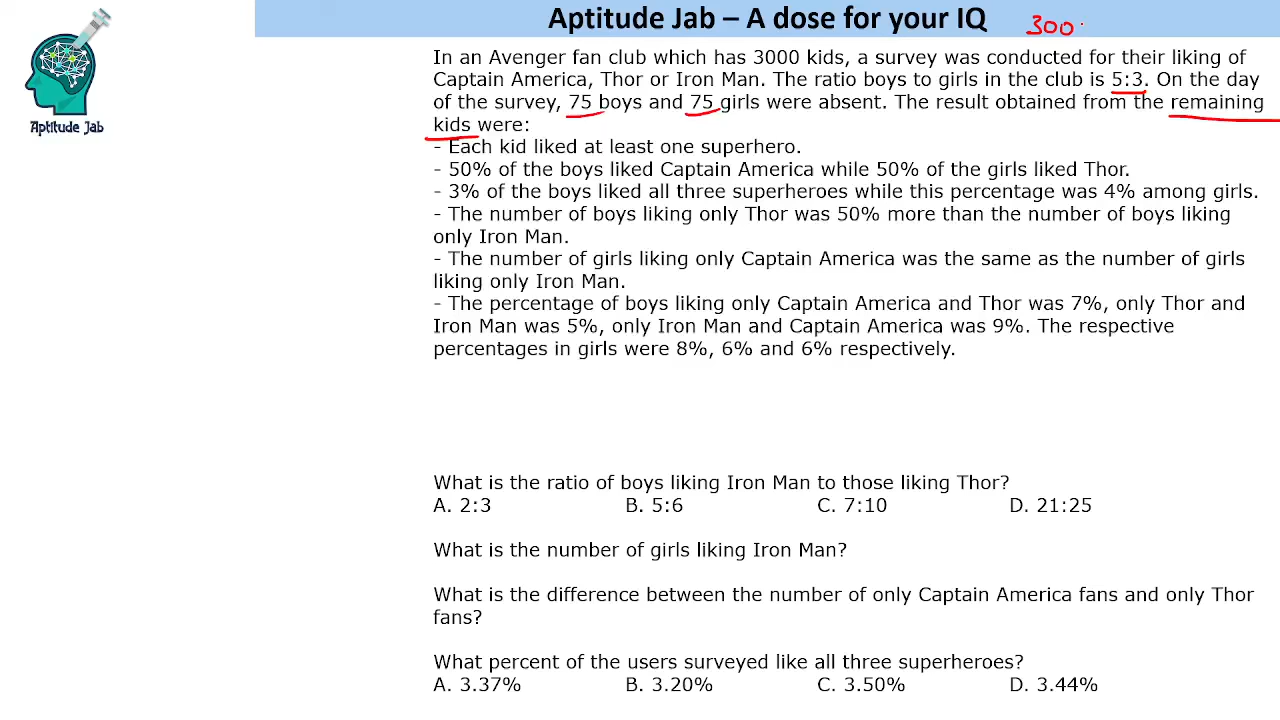 Aptitude Jab – A dose for your IQ
300
In an Avenger fan club which has 3000 kids, a survey was conducted for their liking of
Captain America, Thor or Iron Man. The ratio boys to girls in the club is 5:3. On the day
of the survey, 75 boys and 75 girls were absent. The result obtained from the remaining
kids were:
Aptitude Jab
- Each kid liked at least one superhero.
- 50% of the boys liked Captain America while 50% of the girls liked Thor.
- 3% of the boys liked all three superheroes while this percentage was 4% among girls.
- The number of boys liking only Thor was 50% more than the number of boys liking
only Iron Man.
- The number of girls liking only Captain America was the same as the number of girls
liking only Iron Man.
- The percentage of boys liking only Captain America and Thor was 7%, only Thor and
Iron Man was 5%, only Iron Man and Captain America was 9%. The respective
percentages in girls were 8%, 6% and 6% respectively.
What is the ratio of boys liking Iron Man to those liking Thor?
A. 2:3 B. 5:6 C. 7:10 D. 21:25
What is the number of girls liking Iron Man?
What is the difference between the number of only Captain America fans and only Thor
fans?
What percent of the users surveyed like all three superheroes?
A. 3.37% B. 3.20% C. 3.50% D. 3.44%